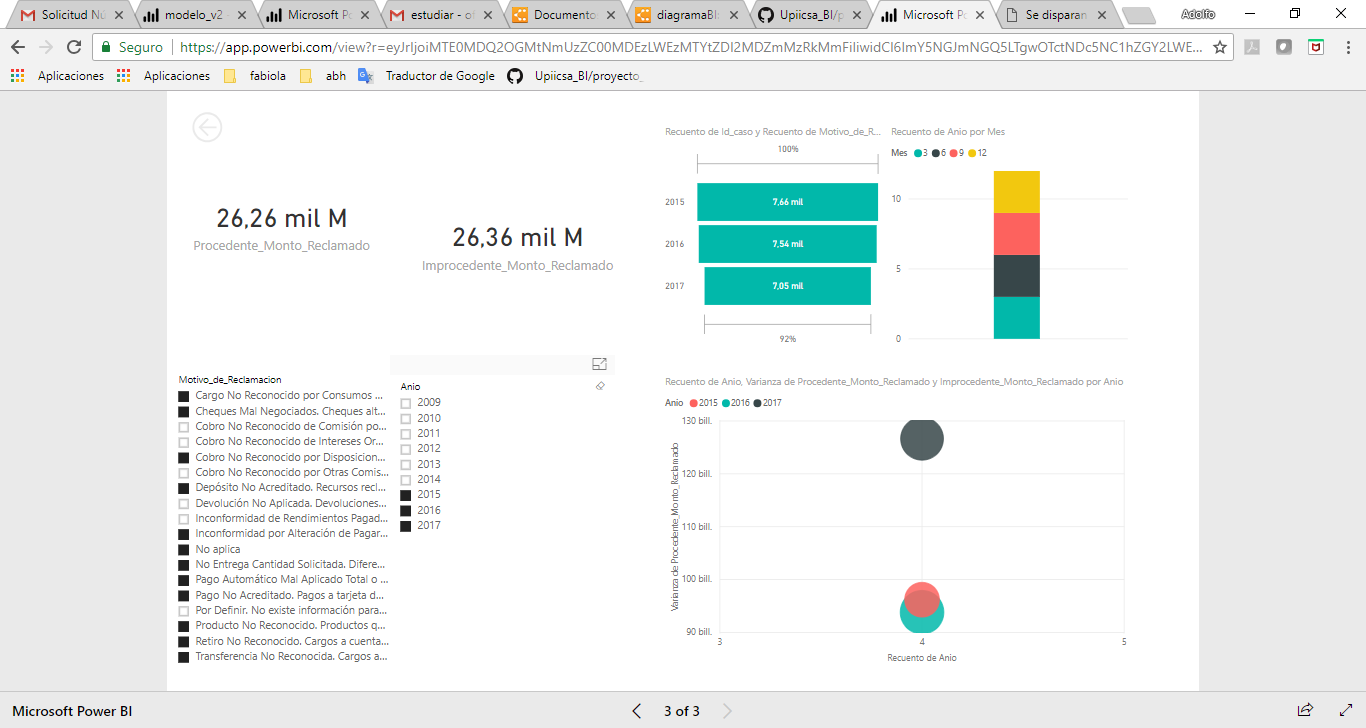 Solicitud Nú
modelo_v2 -
Microsoft Po
estudiar - of
Documento
diagramaBl
Upiicsa_BI/p
Microsoft Po
Se disparan
Adolfo
Seguro
Aplicaciones
Aplicaciones
fabiola
abh
Traductor de Google
Upiicsa_BI/proyecto_
26,26 mil M
Procedente_Monto_Reclamado
26,36 mil M
Improcedente_Monto_Reclamado
Recuento de Id_caso y Recuento de Motivo_de_R...
100%
2015
7,66 mil
2016
7,54 mil
2017
7,05 mil
92%
Recuento de Anio por Mes
Mes 3 6 9 12
10
5
0
Motivo_de_Reclamacion
Cargo No Reconocido por Consumos ...
Cheques Mal Negociados. Cheques alt...
Cobro No Reconocido de Comisión po...
Cobro No Reconocido de Intereses Or...
Cobro No Reconocido por Disposicion...
Cobro No Reconocido por Otras Comis...
Depósito No Acreditado. Recursos recl...
Devolución No Aplicada. Devoluciones...
Inconformidad de Rendimientos Pagad...
Inconformidad por Alteración de Pagar...
No aplica
No Entrega Cantidad Solicitada. Difere...
Pago Automático Mal Aplicado Total o ...
Pago No Acreditado. Pagos a tarjeta d...
Por Definir. No existe información para...
Producto No Reconocido. Productos q...
Retiro No Reconocido. Cargos a cuenta...
Transferencia No Reconocida. Cargos a...
Anio
2009
2010
2011
2012
2013
2014
2015
2016
2017
Recuento de Anio, Varianza de Procedente_Monto_Reclamado y Improcedente_Monto_Reclamado por Anio
Anio 2015 2016 2017
Varianza de Procedente_Monto_Reclamado
130 bill.
120 bill.
110 bill.
100 bill.
90 bill.
3
4
5
Recuento de Anio
Microsoft Power BI
3 of 3